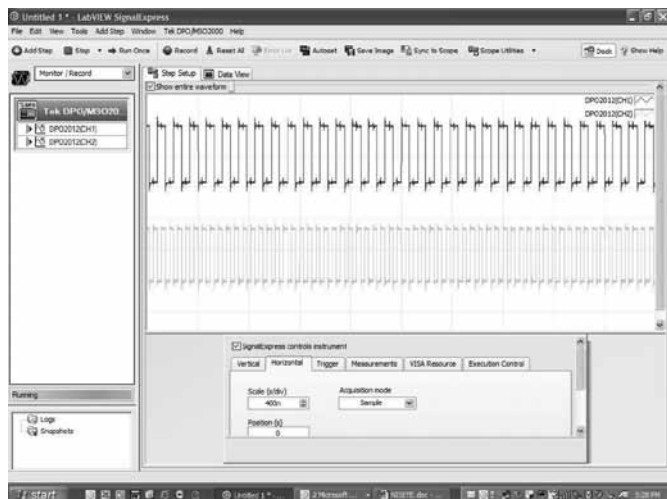 Untitled 1 * - LabVIEW SignalExpress
File Edit View Tools Add Step Window Tek DPO/MSO2000 Help
Add Step Stop Run Once Record Reset All Error List Autoset Save Image Sync to Scope Scope Utilities Dock Show Help
Monitor / Record
Step Setup Data View
Show entire waveform
Tek DPO/MSO20
DPO2012(CH1)
DPO2012(CH2)
DPO2012(CH1)
DPO2012(CH2)
SignalExpress controls instrument
Vertical Horizontal Trigger Measurements VISA Resource Execution Control
Scale (s/div)
400n
Acquisition mode
Sample
Position (s)
0
Running
Logs
Snapshots
start
Untitled 1 *
2 Microsoft